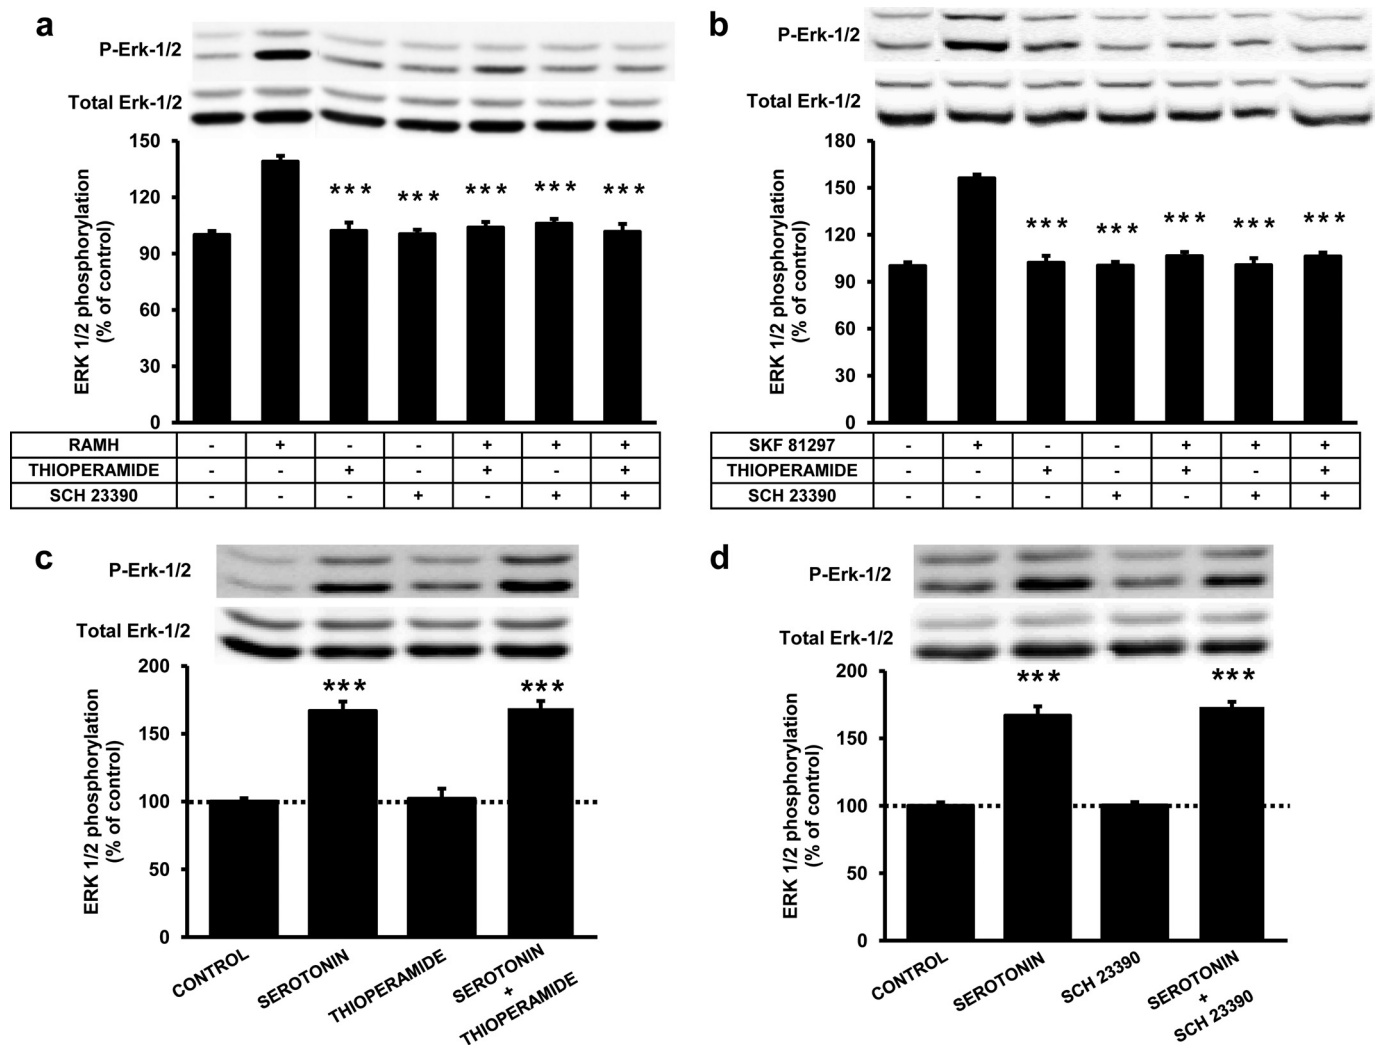 a
P-Erk-1/2
Total Erk-1/2
ERK 1/2 phosphorylation
(% of control)
150
120
90
60
30
0
*** *** *** *** ***
RAMH - + - - + + +
THIOPERAMIDE - - + - + - +
SCH 23390 - - - + - + +
b
P-Erk-1/2
Total Erk-1/2
ERK 1/2 phosphorylation
(% of control)
180
150
120
90
60
30
0
*** *** *** *** ***
SKF 81297 - + - - + + +
THIOPERAMIDE - - + - + - +
SCH 23390 - - - + - + +
c
P-Erk-1/2
Total Erk-1/2
ERK 1/2 phosphorylation
(% of control)
200
150
100
50
0
*** ***
CONTROL
SEROTONIN
THIOPERAMIDE
SEROTONIN
+
THIOPERAMIDE
d
P-Erk-1/2
Total Erk-1/2
ERK 1/2 phosphorylation
(% of control)
200
150
100
50
0
*** ***
CONTROL
SEROTONIN
SCH 23390
SEROTONIN
+
SCH 23390